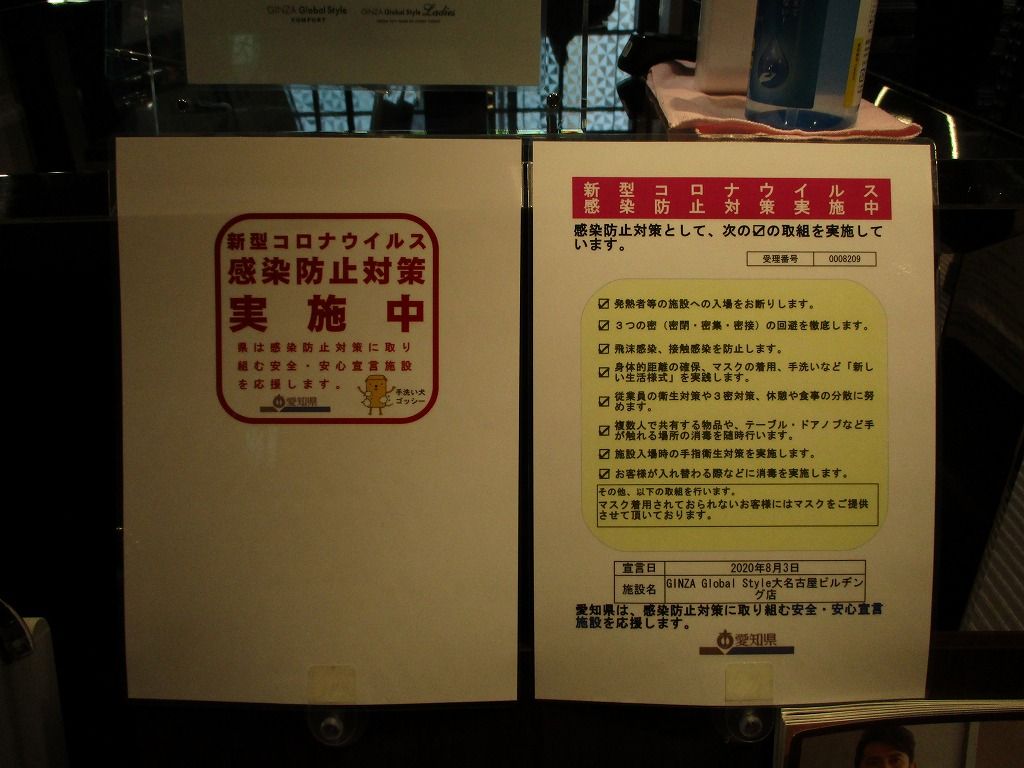 GINZA Global Style
COMFORT
GINZA Global Style Ladies
新型コロナウイルス
感染防止対策
実施中
県は感染防止対策に取り
組む安全・安心宣言施設
を応援します。
愛知県
手洗い犬
ゴッシー
新型コロナウイルス
感染防止対策実施中
感染防止対策として、次の☑の取組を実施して
います。
受理番号 0008209
☑ 発熱者等の施設への入場をお断りします。
☑ 3つの密（密閉・密集・密接）の回避を徹底します。
☑ 飛沫感染、接触感染を防止します。
☑ 身体的距離の確保、マスクの着用、手洗いなど「新し
い生活様式」を実践します。
☑ 従業員の衛生対策や3密対策、休憩や食事の分散に努
めます。
☑ 複数人で共有する物品や、テーブル・ドアノブなど手
が触れる場所の消毒を随時行います。
☑ 施設入場時の手指衛生対策を実施します。
☑ お客様が入れ替わる際などに消毒を実施します。
その他、以下の取組を行います。
マスク着用されておられないお客様にはマスクをご提供
させて頂いております。
宣言日 2020年8月3日
施設名 GINZA Global Style大名古屋ビルヂン
グ店
愛知県は、感染防止対策に取り組む安全・安心宣言
施設を応援します。
愛知県